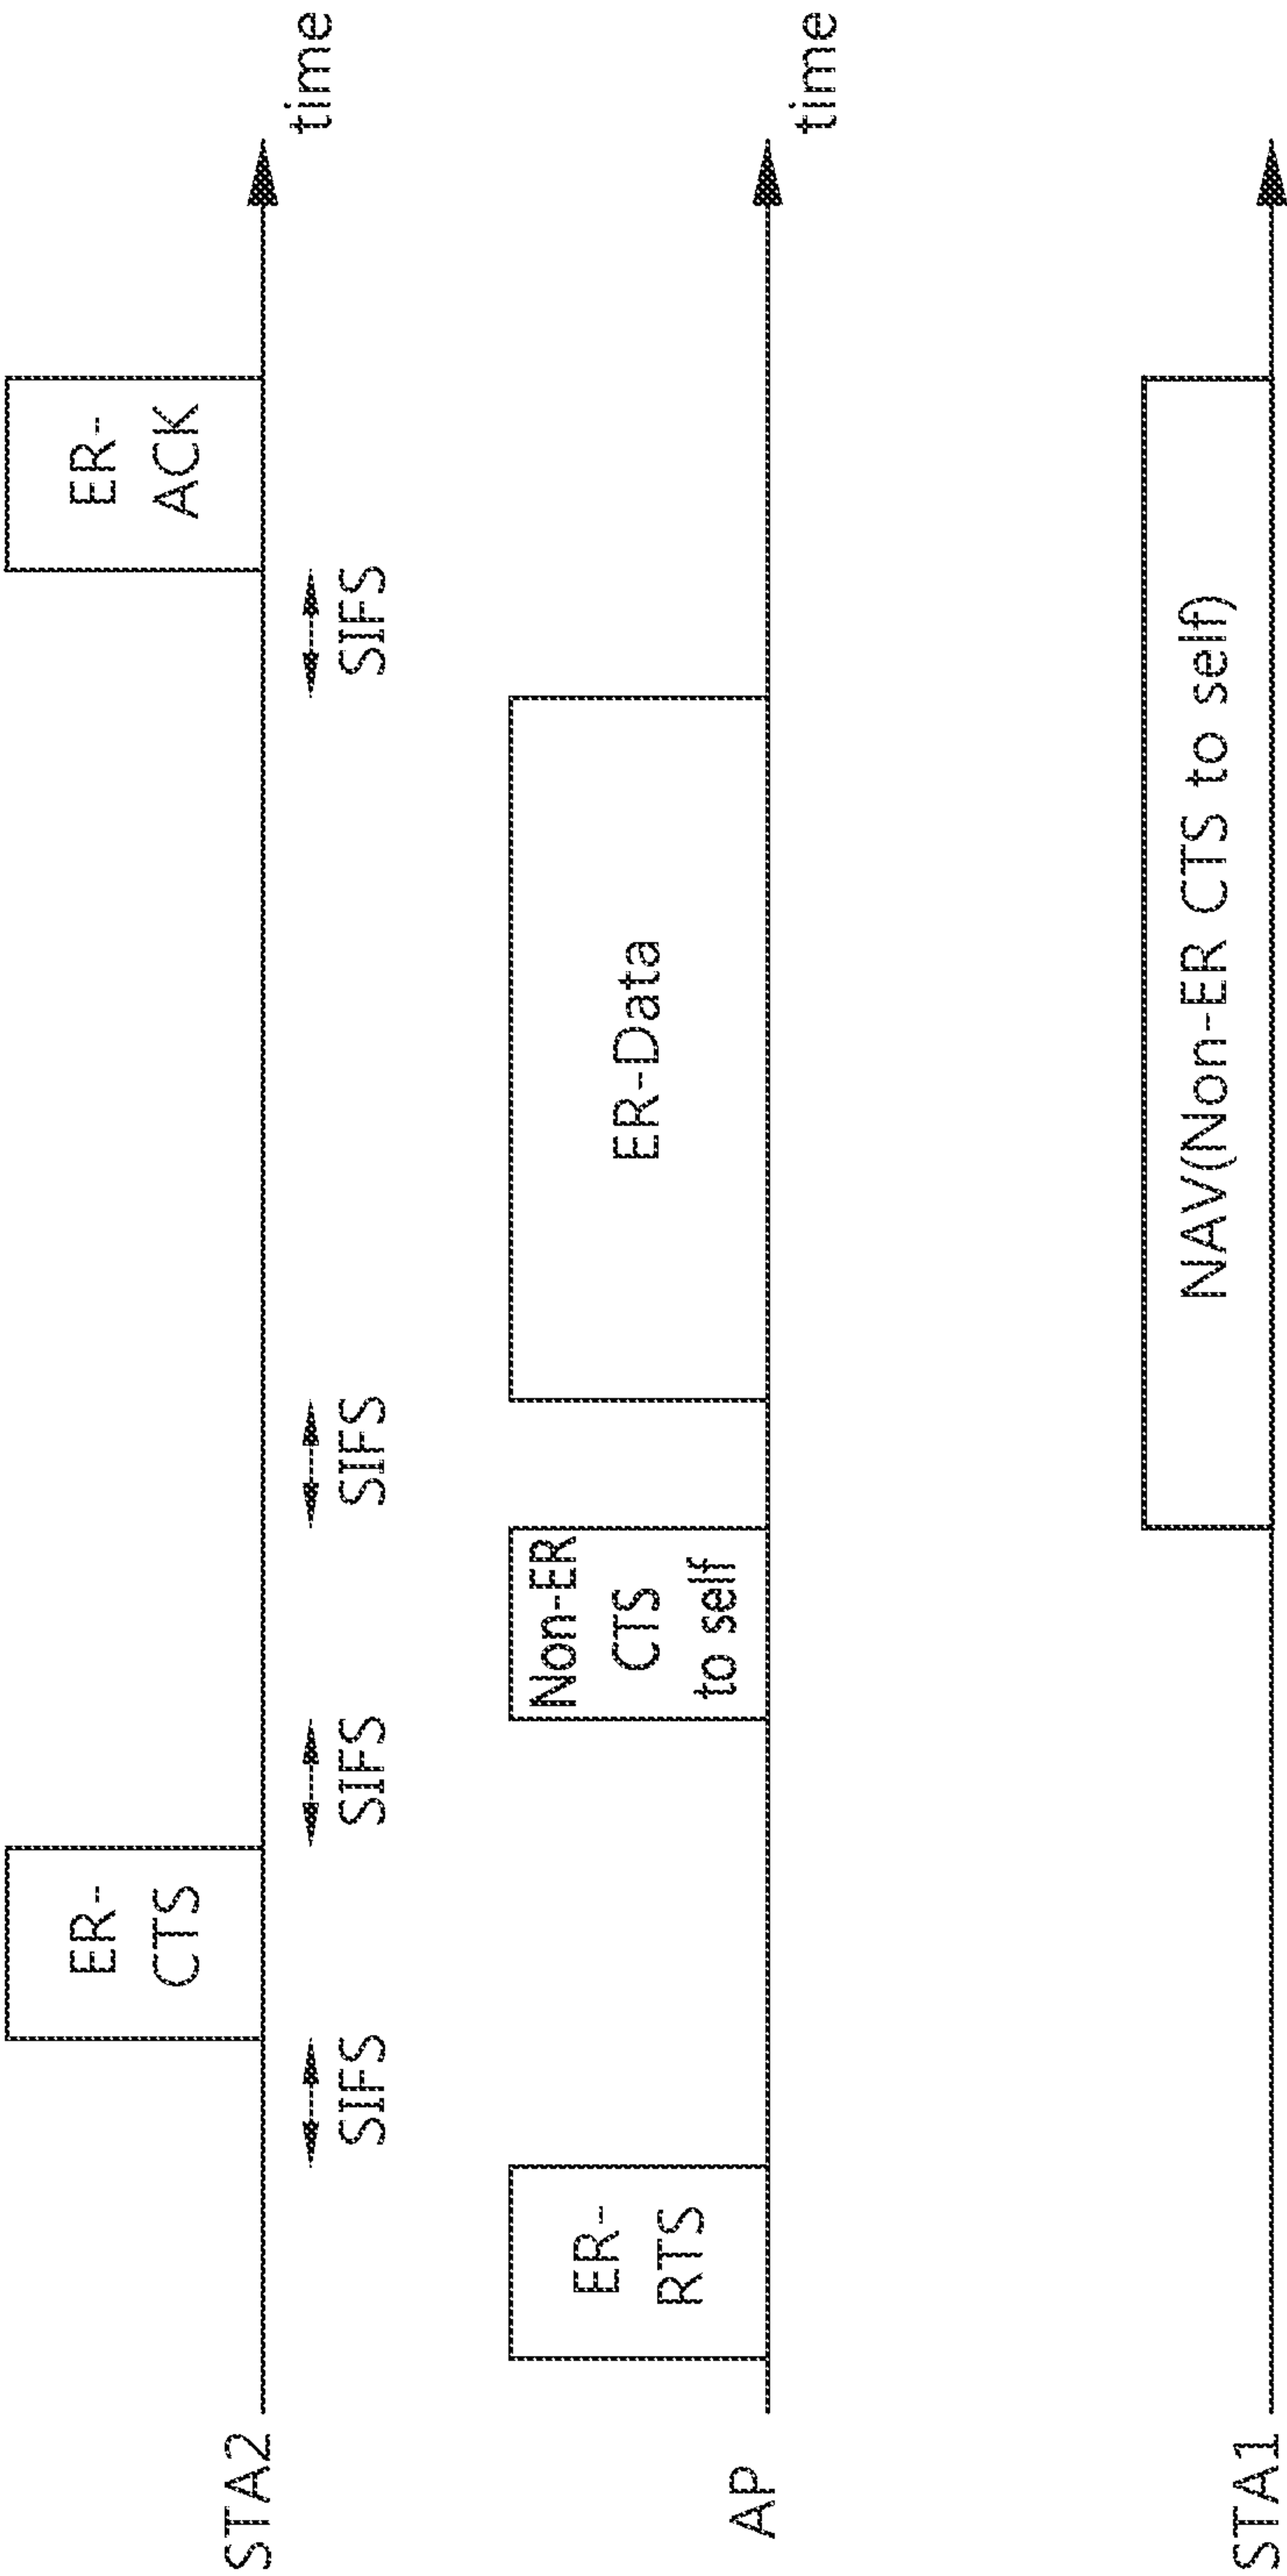 STA2
ER-
CTS
ER-
ACK
time
SIFS
SIFS
SIFS
SIFS
AP
ER-
RTS
Non-ER
CTS
to self
ER-Data
time
STA1
NAV(Non-ER CTS to self)